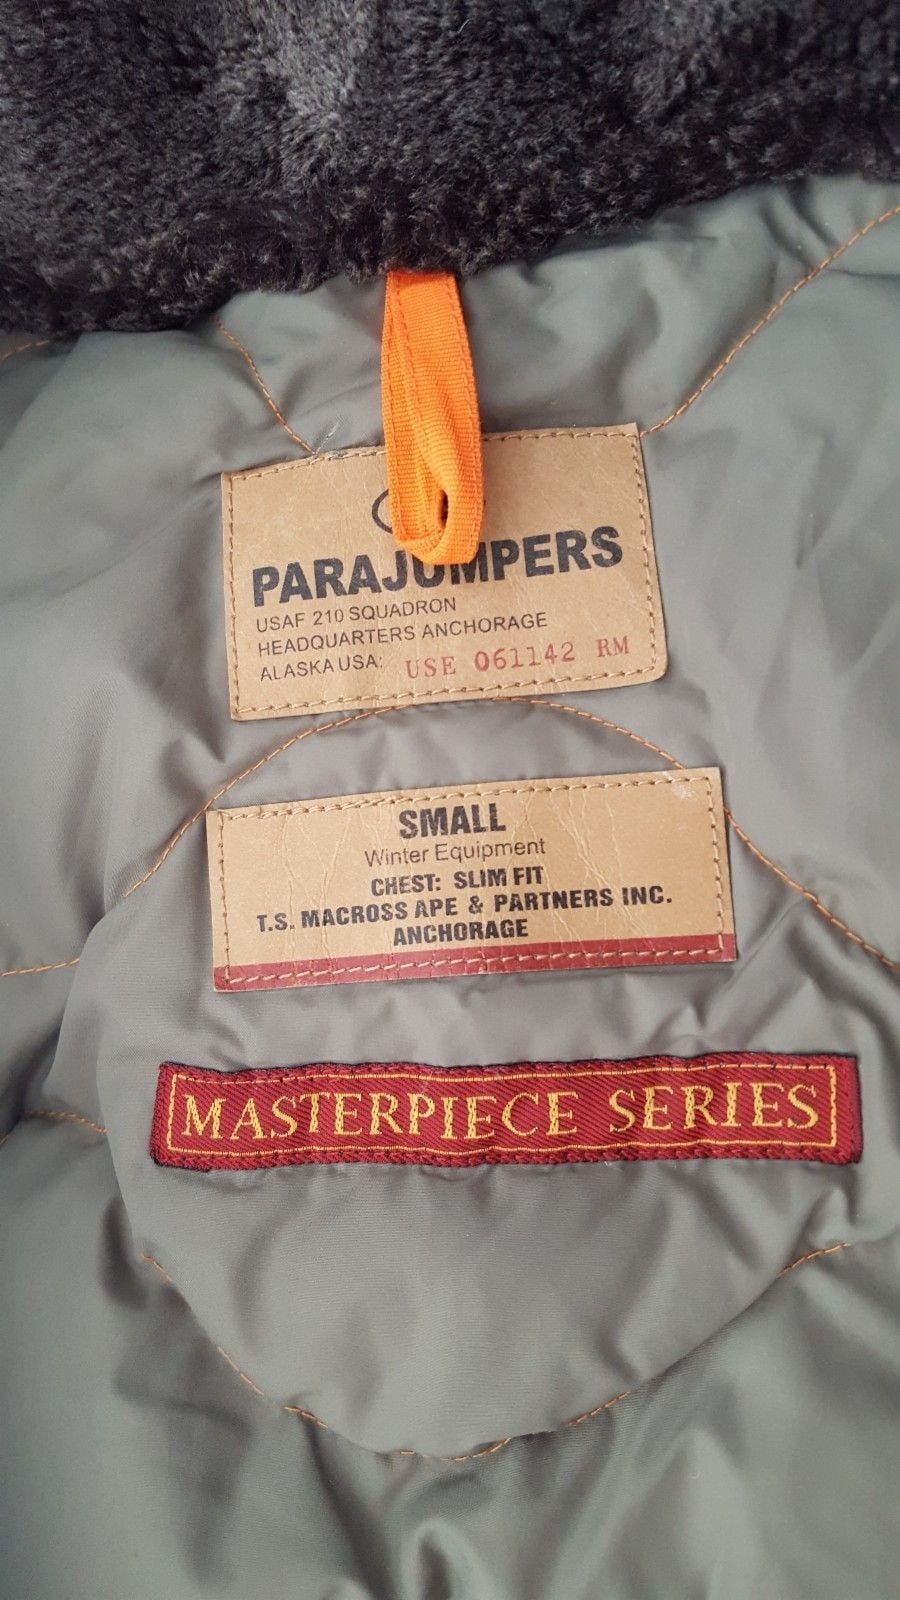 PARAJUMPERS
USAF 210 SQUADRON
HEADQUARTERS ANCHORAGE
ALASKA USA: USE 061142 RM
SMALL
Winter Equipment
CHEST: SLIM FIT
T.S. MACROSS APE & PARTNERS INC.
ANCHORAGE
MASTERPIECE SERIES